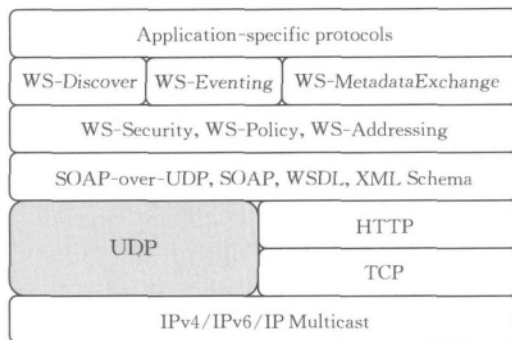 Application-specific protocols
WS-Discover WS-Eventing WS-MetadataExchange
WS-Security, WS-Policy, WS-Addressing
SOAP-over-UDP, SOAP, WSDL, XML Schema
UDP
HTTP
TCP
IPv4/IPv6/IP Multicast